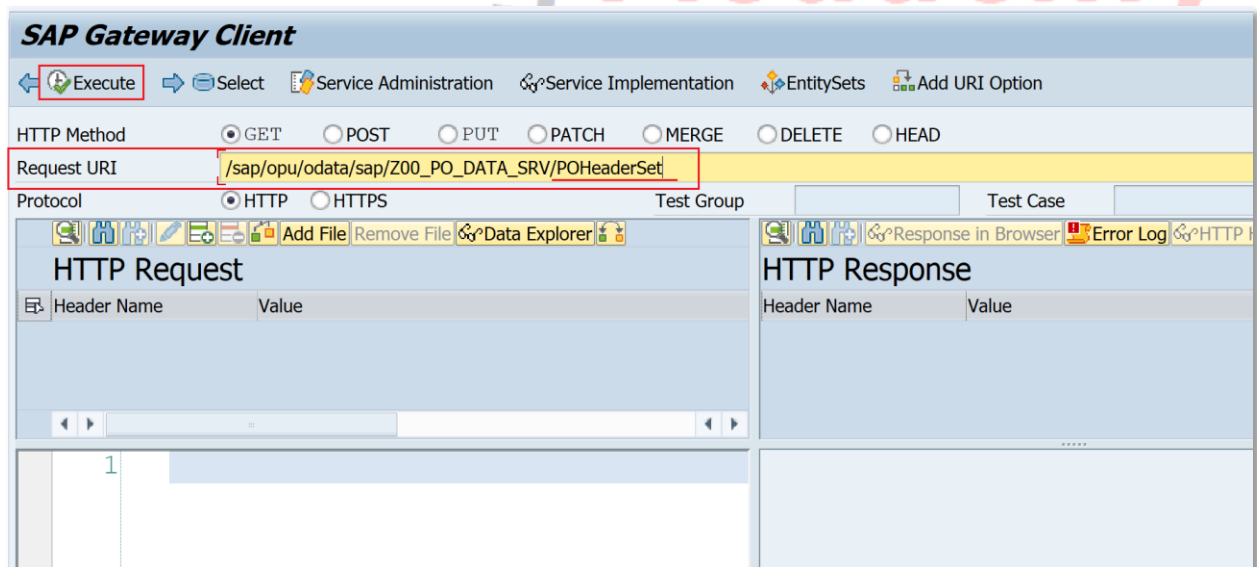 SAP Gateway Client
Execute Select Service Administration Service Implementation EntitySets Add URI Option
HTTP Method GET POST PUT PATCH MERGE DELETE HEAD
Request URI /sap/opu/odata/sap/Z00_PO_DATA_SRV/POHeaderSet
Protocol HTTP HTTPS Test Group Test Case
Add File Remove File Data Explorer Response in Browser Error Log HTTP
HTTP Request HTTP Response
Header Name Value Header Name Value
1